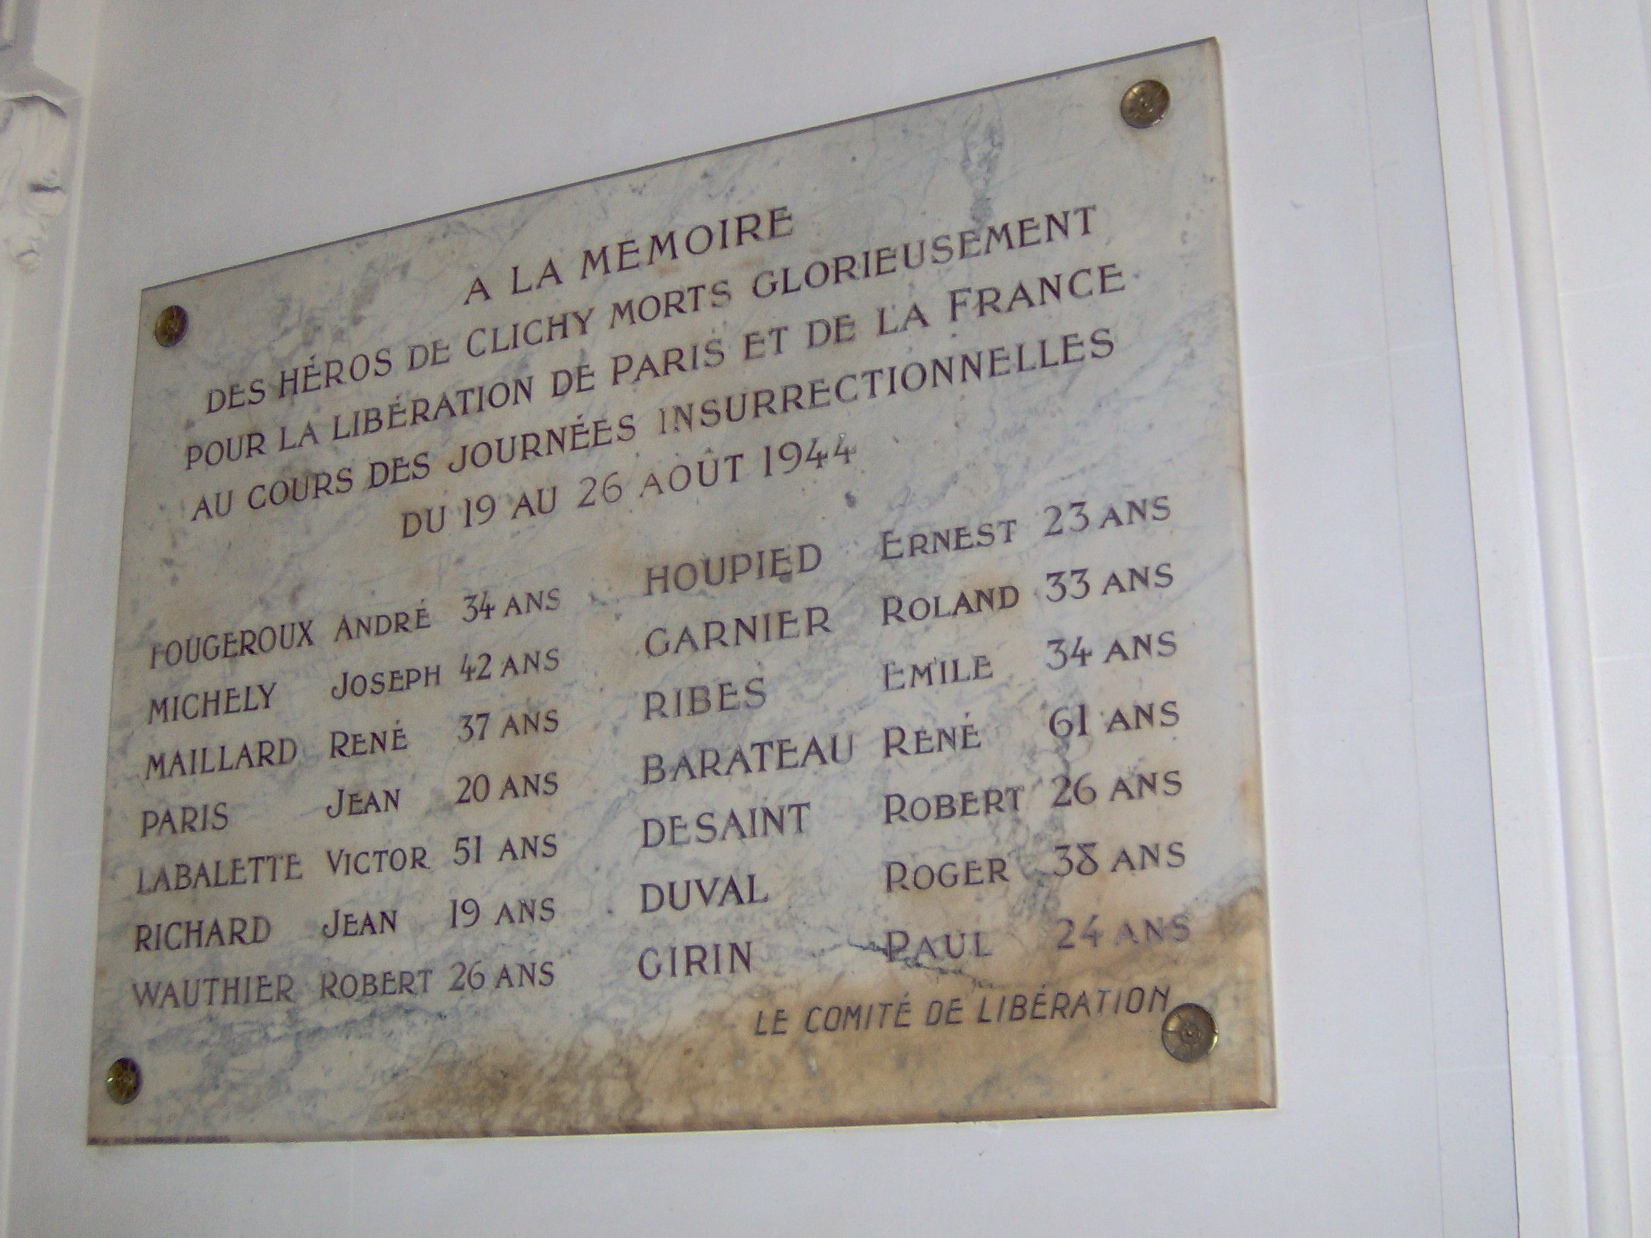 A LA MÉMOIRE
DES HÉROS DE CLICHY MORTS GLORIEUSEMENT
POUR LA LIBÉRATION DE PARIS ET DE LA FRANCE
AU COURS DES JOURNÉES INSURRECTIONNELLES
DU 19 AU 26 AOÛT 1944
FOUGEROUX ANDRÉ 34 ANS
MICHELY JOSEPH 42 ANS
MAILLARD RENÉ 37 ANS
PARIS JEAN 20 ANS
LABALETTE VICTOR 51 ANS
RICHARD JEAN 19 ANS
WAUTHIER ROBERT 26 ANS
HOUPIED ERNEST 23 ANS
GARNIER ROLAND 33 ANS
RIBES EMILE 34 ANS
BARATEAU RENÉ 61 ANS
DESAINT ROBERT 26 ANS
DUVAL ROGER 38 ANS
GIRIN PAUL 24 ANS
LE COMITÉ DE LIBÉRATION